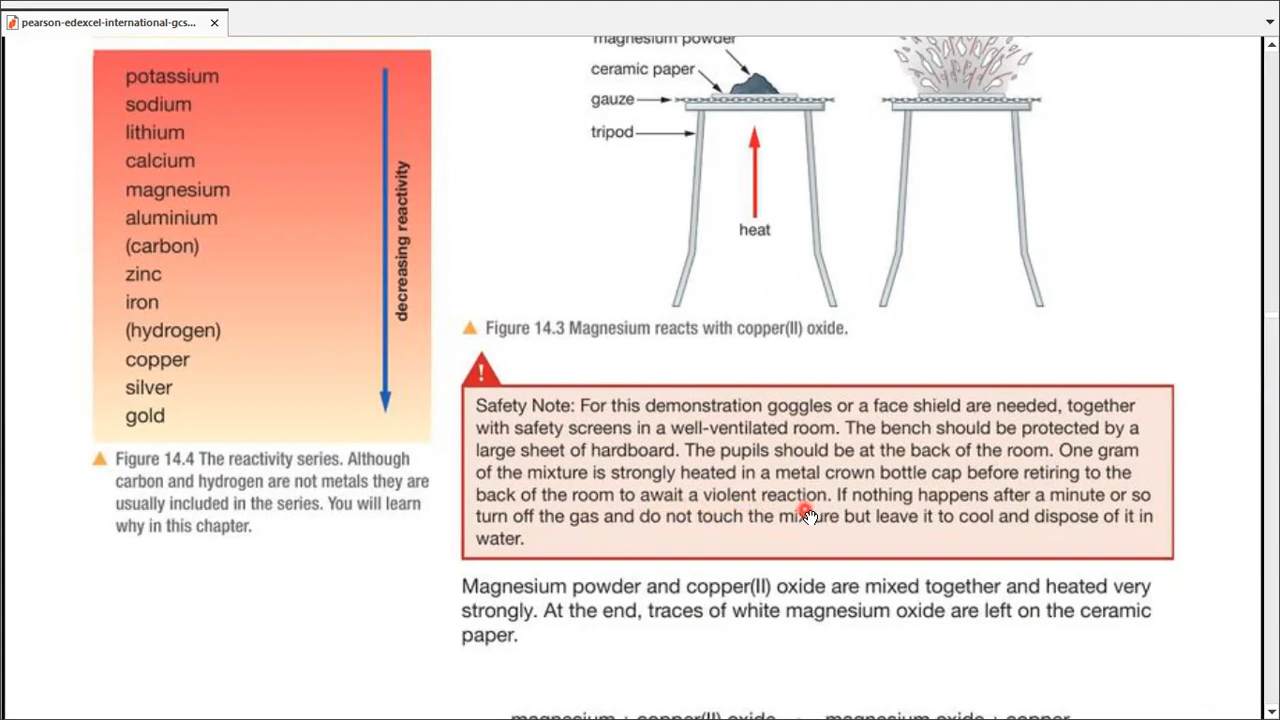 pearson-edexcel-international-gcs...
potassium
sodium
lithium
calcium
magnesium
aluminium
(carbon)
zinc
iron
(hydrogen)
copper
silver
gold
decreasing reactivity
Figure 14.4 The reactivity series. Although
carbon and hydrogen are not metals they are
usually included in the series. You will learn
why in this chapter.
magnesium powder
ceramic paper
gauze
tripod
heat
Figure 14.3 Magnesium reacts with copper(II) oxide.
!
Safety Note: For this demonstration goggles or a face shield are needed, together
with safety screens in a well-ventilated room. The bench should be protected by a
large sheet of hardboard. The pupils should be at the back of the room. One gram
of the mixture is strongly heated in a metal crown bottle cap before retiring to the
back of the room to await a violent reaction. If nothing happens after a minute or so
turn off the gas and do not touch the mixture but leave it to cool and dispose of it in
water.
Magnesium powder and copper(II) oxide are mixed together and heated very
strongly. At the end, traces of white magnesium oxide are left on the ceramic
paper.
magnesium + copper(II) oxide magnesium oxide + copper